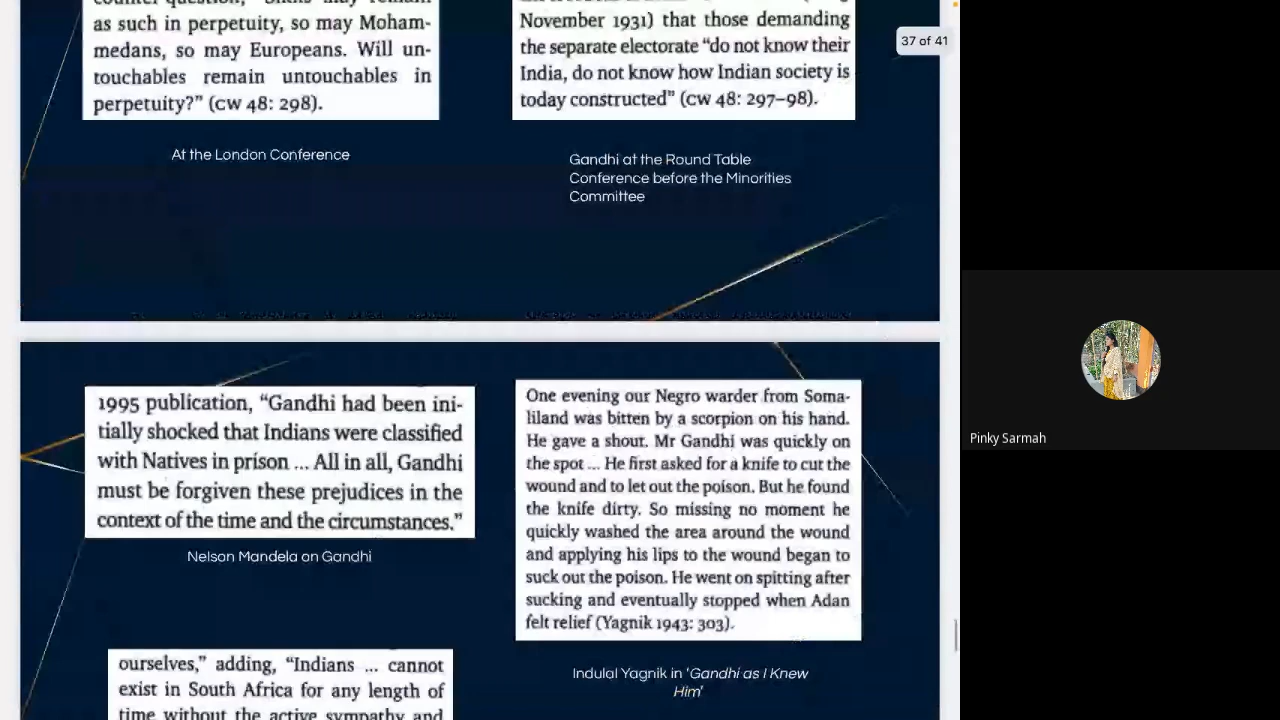 as such in perpetuity, so may Moham-
medans, so may Europeans. Will un-
touchables remain untouchables in
perpetuity?” (CW 48: 298).
At the London Conference
November 1931) that those demanding
the separate electorate “do not know their
India, do not know how Indian society is
today constructed” (CW 48: 297–98).
Gandhi at the Round Table
Conference before the Minorities
Committee
37 of 41
Pinky Sarmah
1995 publication, “Gandhi had been ini-
tially shocked that Indians were classified
with Natives in prison ... All in all, Gandhi
must be forgiven these prejudices in the
context of the time and the circumstances.”
Nelson Mandela on Gandhi
ourselves,” adding, “Indians ... cannot
exist in South Africa for any length of
time without the active sympathy and
One evening our Negro warder from Soma-
liland was bitten by a scorpion on his hand.
He gave a shout. Mr Gandhi was quickly on
the spot ... He first asked for a knife to cut the
wound and to let out the poison. But he found
the knife dirty. So missing no moment he
quickly washed the area around the wound
and applying his lips to the wound began to
suck out the poison. He went on spitting after
sucking and eventually stopped when Adan
felt relief (Yagnik 1943: 303).
Indulal Yagnik in ‘Gandhi as I Knew
Him’